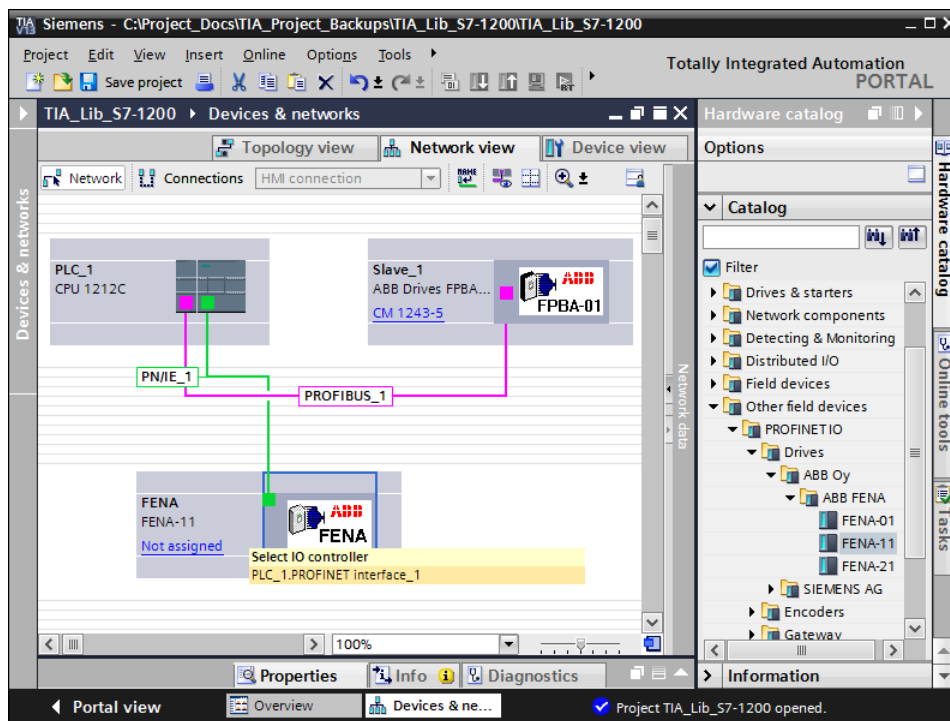 TIA V13 Siemens - C:\Project_Docs\TIA_Project_Backups\TIA_Lib_S7-1200\TIA_Lib_S7-1200
Project Edit View Insert Online Options Tools
Totally Integrated Automation
PORTAL
Save project
TIA_Lib_S7-1200 Devices & networks
Hardware catalog
Topology view Network view Device view
Options
Network Connections HMI connection
Catalog
Filter
Drives & starters
Network components
Detecting & Monitoring
Distributed I/O
Field devices
Other field devices
PROFINET IO
Drives
ABB Oy
ABB FENA
FENA-01
FENA-11
FENA-21
SIEMENS AG
Encoders
Gateway
Information
Devices & networks
PLC_1
CPU 1212C
Slave_1
ABB Drives FPBA...
CM 1243-5
ABB
FPBA-01
PN/IE_1
PROFIBUS_1
FENA
FENA-11
Not assigned
ABB
FENA
Select IO controller
PLC_1.PROFINET interface_1
Network data
100%
Properties Info Diagnostics
Hardware catalog
Online tools
Tasks
Portal view Overview Devices & ne... Project TIA_Lib_S7-1200 opened.